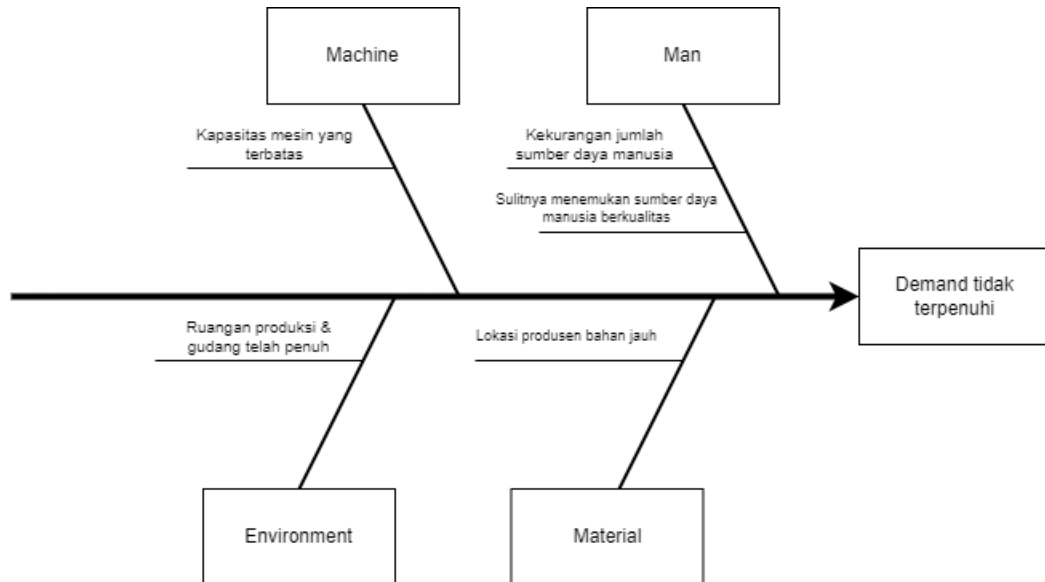 Machine
Man
Kapasitas mesin yang
terbatas
Kekurangan jumlah
sumber daya manusia
Sulitnya menemukan sumber daya
manusia berkualitas
Demand tidak
terpenuhi
Ruangan produksi &
gudang telah penuh
Lokasi produsen bahan jauh
Environment
Material